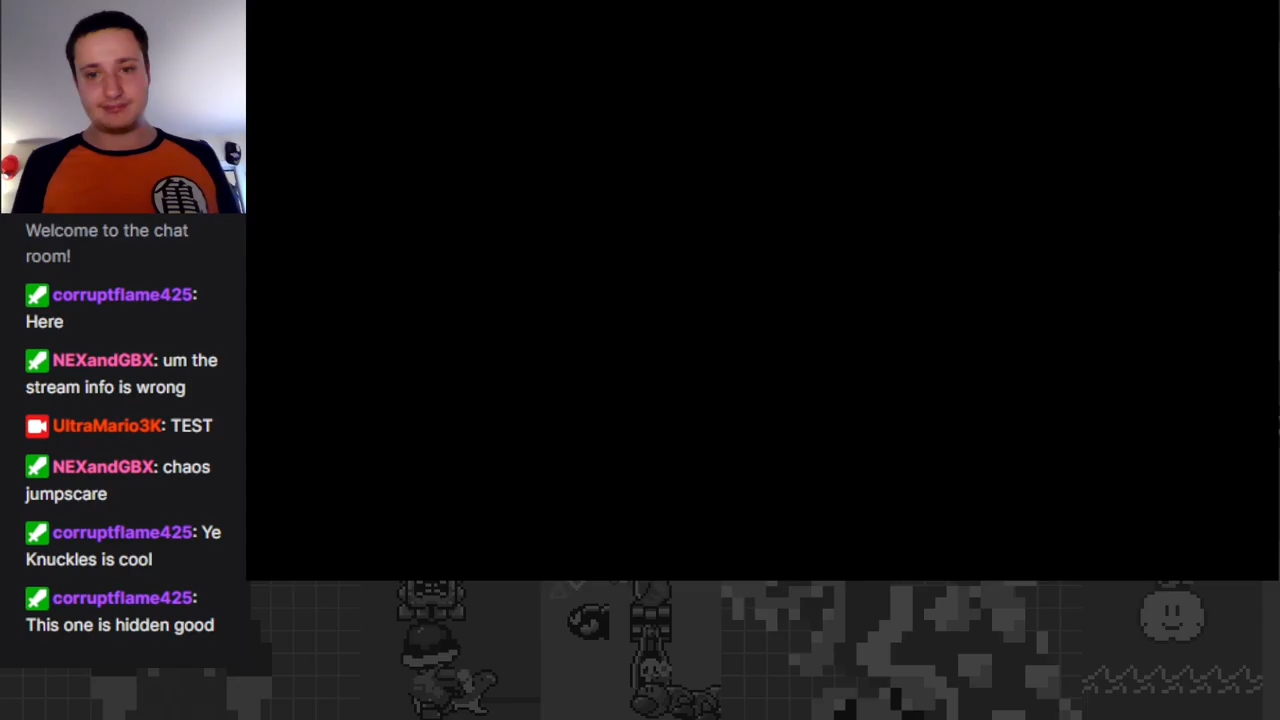 Welcome to the chat
room!
corruptflame425:
Here
NEXandGBX: um the
stream info is wrong
UltraMario3K: TEST
NEXandGBX: chaos
jumpscare
corruptflame425: Ye
Knuckles is cool
corruptflame425:
This one is hidden good